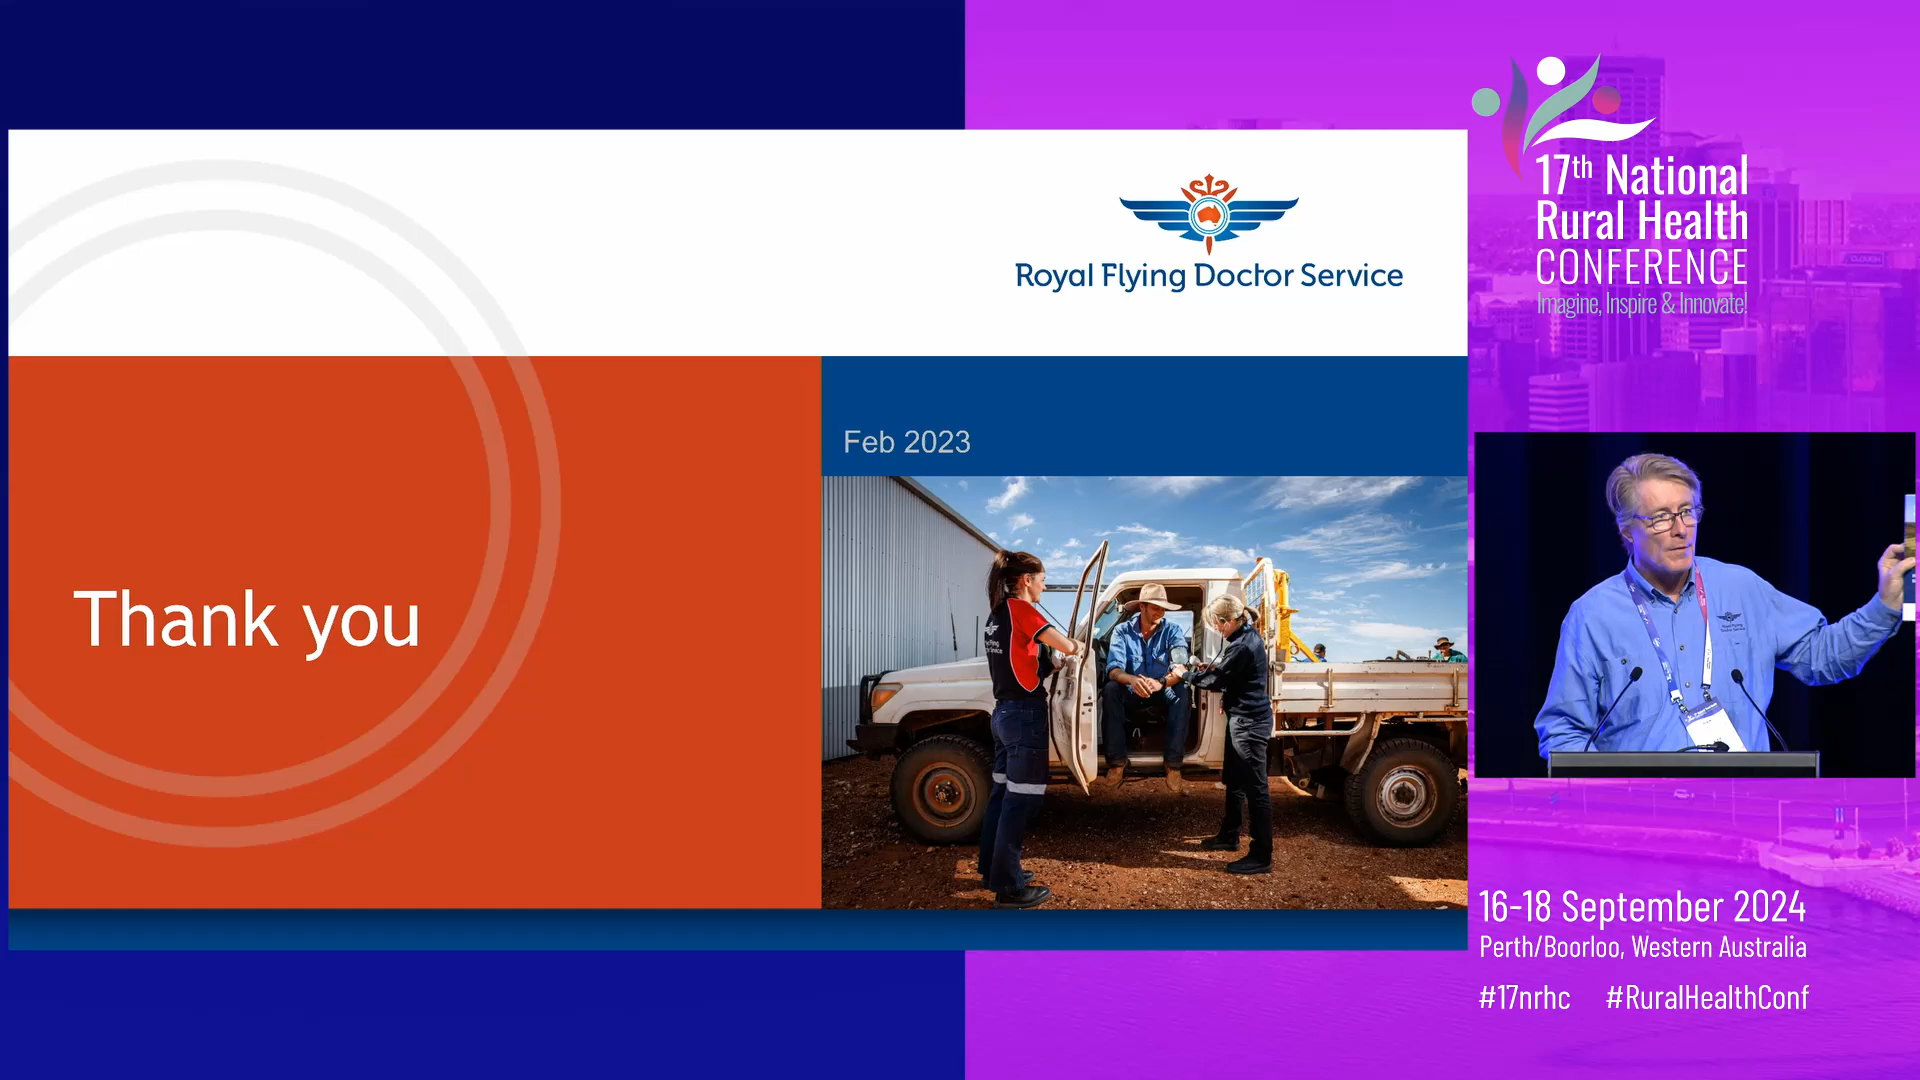 Royal Flying Doctor Service
Feb 2023
Thank you
17th National
Rural Health
CONFERENCE
Imagine, Inspire & Innovate!
16-18 September 2024
Perth/Boorloo, Western Australia
#17nrhc #RuralHealthConf